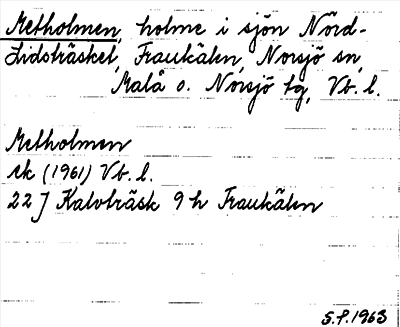 Metholmen, holme i sjön Nörd-
Lidsträsket, Fraukälen, Norsjö sn,
Malå o. Norsjö tg, Vb. l.
Metholmen
ek (1961) Vb. l.
22 J Kalvträsk 9 h Fraukälen
S.P. 1963